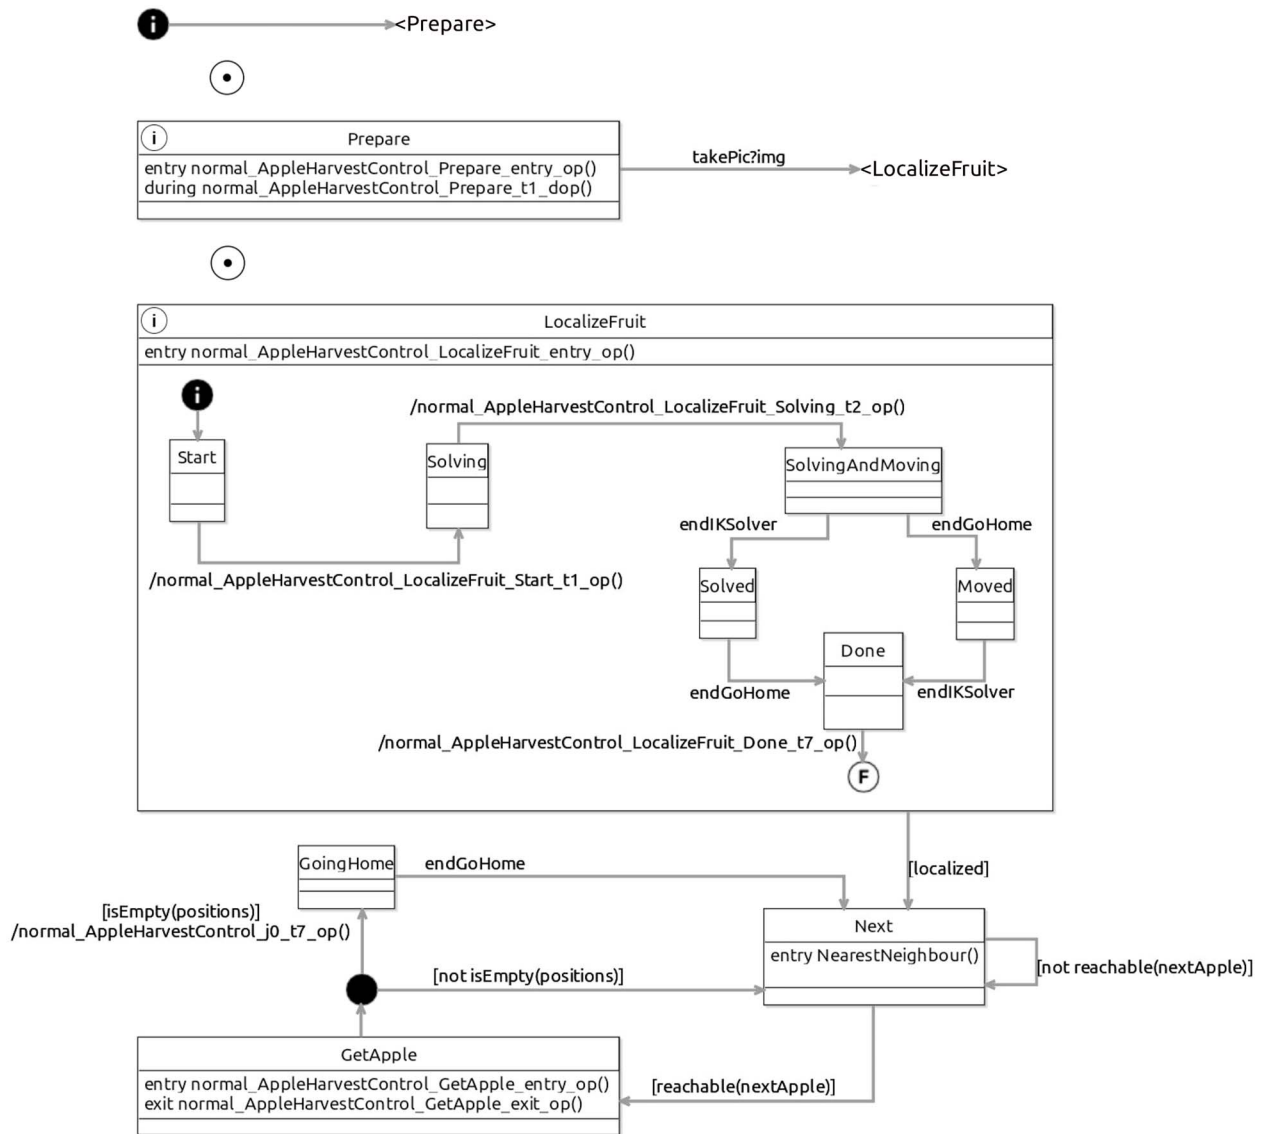 i
<Prepare>
i
Prepare
entry normal_AppleHarvestControl_Prepare_entry_op()
during normal_AppleHarvestControl_Prepare_t1_dop()
takePic?img
<LocalizeFruit>
i
LocalizeFruit
entry normal_AppleHarvestControl_LocalizeFruit_entry_op()
i
/normal_AppleHarvestControl_LocalizeFruit_Solving_t2_op()
Start
Solving
SolvingAndMoving
endIKSolver
endGoHome
/normal_AppleHarvestControl_LocalizeFruit_Start_t1_op()
Solved
Moved
Done
endGoHome
endIKSolver
/normal_AppleHarvestControl_LocalizeFruit_Done_t7_op()
F
GoingHome
endGoHome
[localized]
[isEmpty(positions)]
/normal_AppleHarvestControl_j0_t7_op()
Next
entry NearestNeighbour()
[not reachable(nextApple)]
[not isEmpty(positions)]
GetApple
entry normal_AppleHarvestControl_GetApple_entry_op()
exit normal_AppleHarvestControl_GetApple_exit_op()
[reachable(nextApple)]